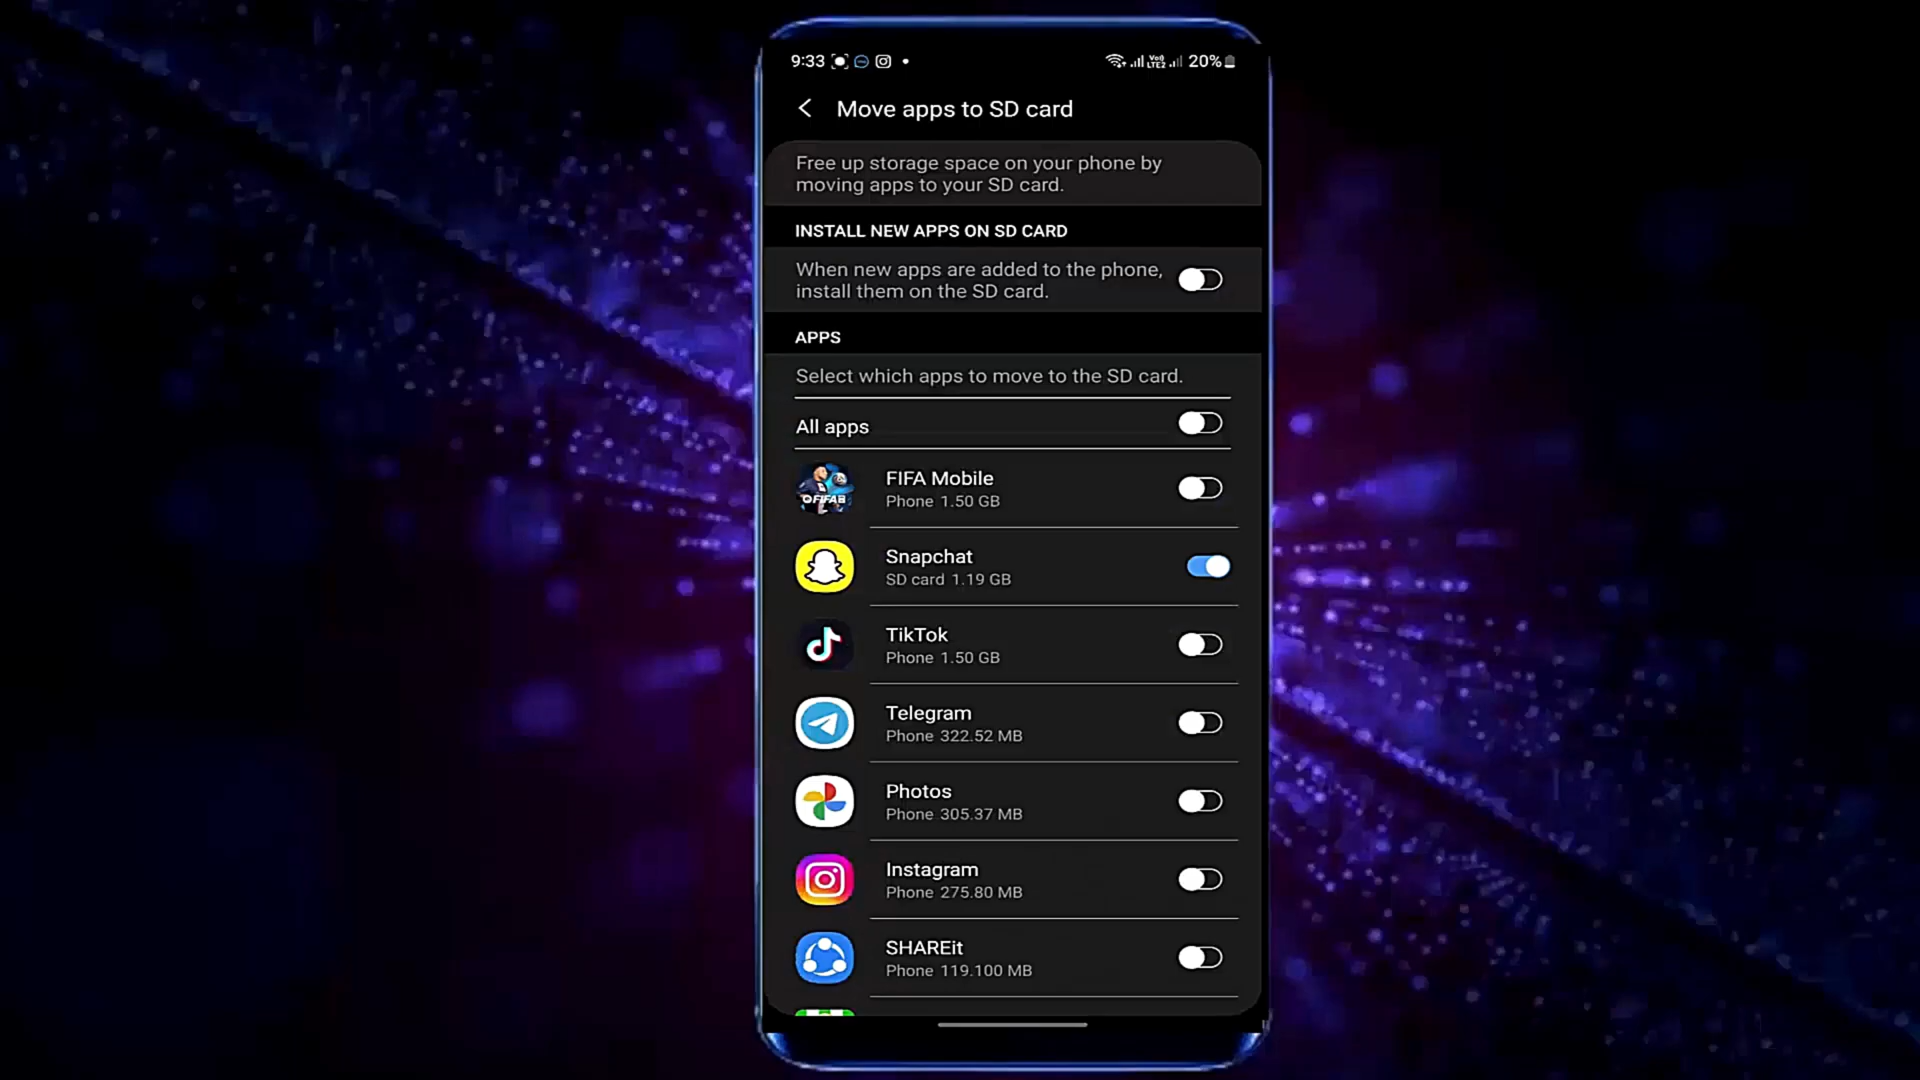 9:33
Vo9
LTE2
20%
Move apps to SD card
Free up storage space on your phone by
moving apps to your SD card.
INSTALL NEW APPS ON SD CARD
When new apps are added to the phone,
install them on the SD card.
APPS
Select which apps to move to the SD card.
All apps
FIFA Mobile
Phone 1.50 GB
Snapchat
SD card 1.19 GB
TikTok
Phone 1.50 GB
Telegram
Phone 322.52 MB
Photos
Phone 305.37 MB
Instagram
Phone 275.80 MB
SHAREit
Phone 119.100 MB